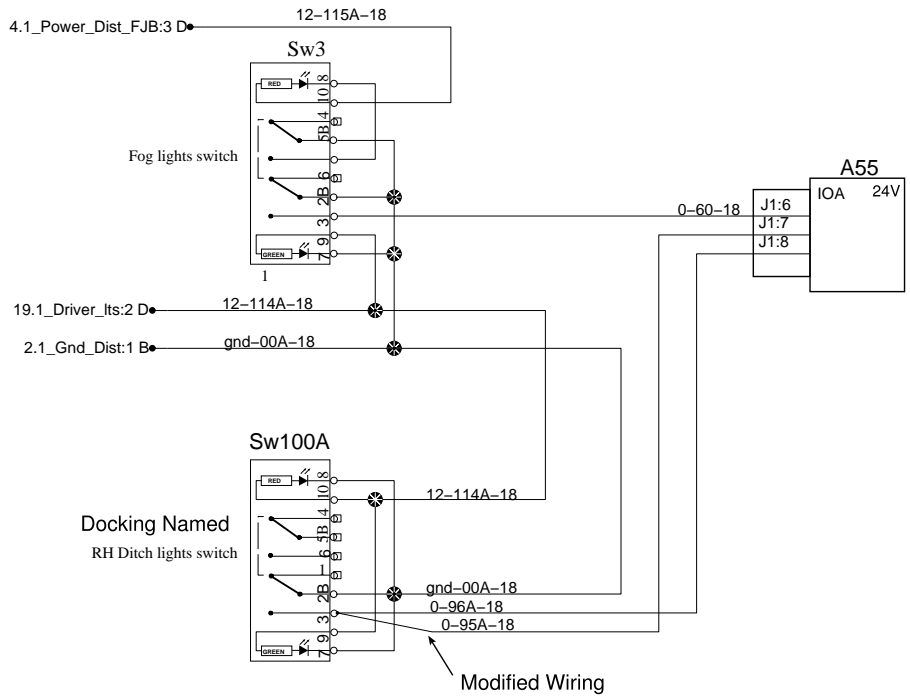 12-115A-18
4.1_Power_Dist_FJB:3 D
Sw3
RED
8
10
4
5B
Fog lights switch
6
2B
3
9
7
GREEN
1
A55
IOA 24V
J1:6
0-60-18
J1:7
J1:8
12-114A-18
19.1_Driver_lts:2 D
gnd-00A-18
2.1_Gnd_Dist:1 B
Sw100A
RED
8
10
12-114A-18
4
Docking Named
5B
RH Ditch lights switch
6
1
2B
gnd-00A-18
0-96A-18
3
0-95A-18
9
7
GREEN
Modified Wiring